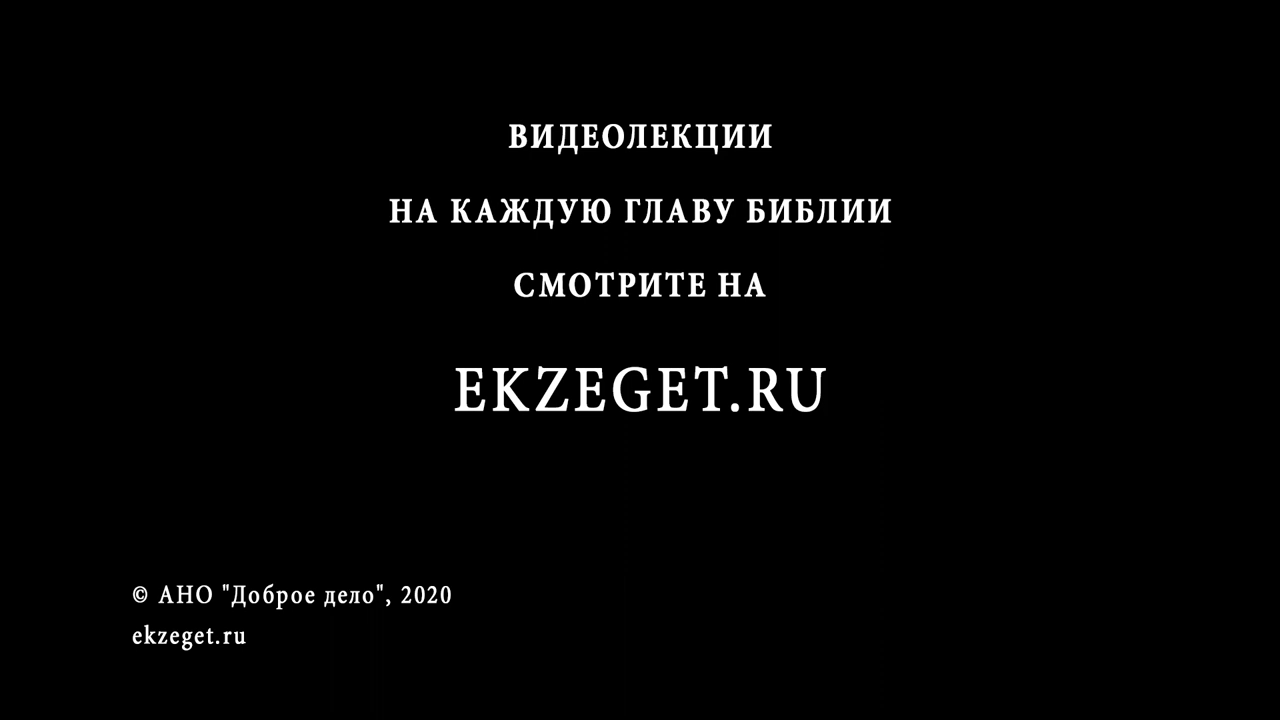 ВИДЕОЛЕКЦИИ
НА КАЖДУЮ ГЛАВУ БИБЛИИ
СМОТРИТЕ НА
EKZEGET.RU
© АНО "Доброе дело", 2020
ekzeget.ru